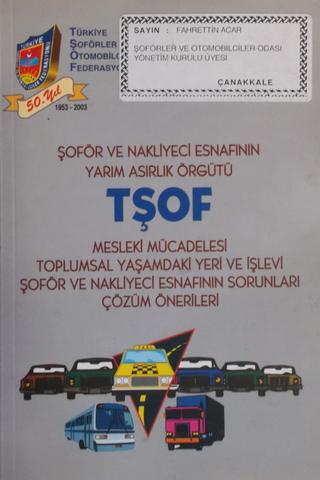 TÜRKİYE
ŞOFÖRLER
OTOMOBİLC
FEDERASYO
50.Yıl
1953 - 2003
SAYIN : FAHRETTİN ACAR
ŞOFÖRLER VE OTOMOBİLCİLER ODASI
YÖNETİM KURULU ÜYESİ
ÇANAKKALE
ŞOFÖR VE NAKLİYECİ ESNAFININ
YARIM ASIRLIK ÖRGÜTÜ
TŞOF
MESLEKİ MÜCADELESİ
TOPLUMSAL YAŞAMDAKİ YERİ VE İŞLEVİ
ŞOFÖR VE NAKLİYECİ ESNAFININ SORUNLARI
ÇÖZÜM ÖNERİLERİ